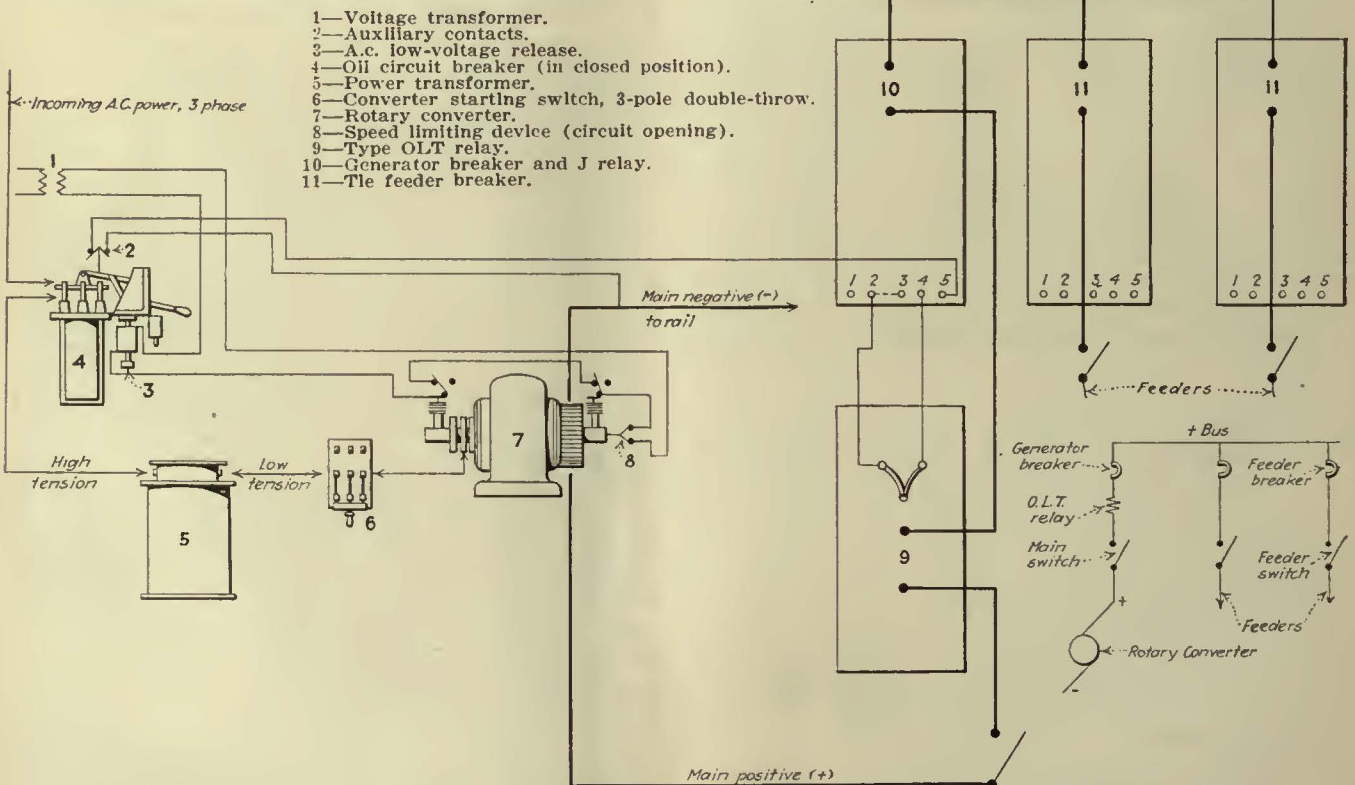 1—Voltage transformer.
2—Auxiliary contacts.
3—A.c. low-voltage release.
4—Oil circuit breaker (in closed position).
5—Power transformer.
6—Converter starting switch, 3-pole double-throw.
7—Rotary converter.
8—Speed limiting device (circuit opening).
9—Type OLT relay.
10—Generator breaker and J relay.
11—Tie feeder breaker.
Incoming A.C. power, 3 phase
1
2
3
4
High tension
5
Low tension
6
7
8
Main negative (-)
to rail
Main positive (+)
10
1 2 3 4 5
11
1 2 3 4 5
11
1 2 3 4 5
Feeders
9
+ Bus
Generator breaker
Feeder breaker
O.L.T. relay
Main switch
Feeder switch
Feeders
+
Rotary Converter
-